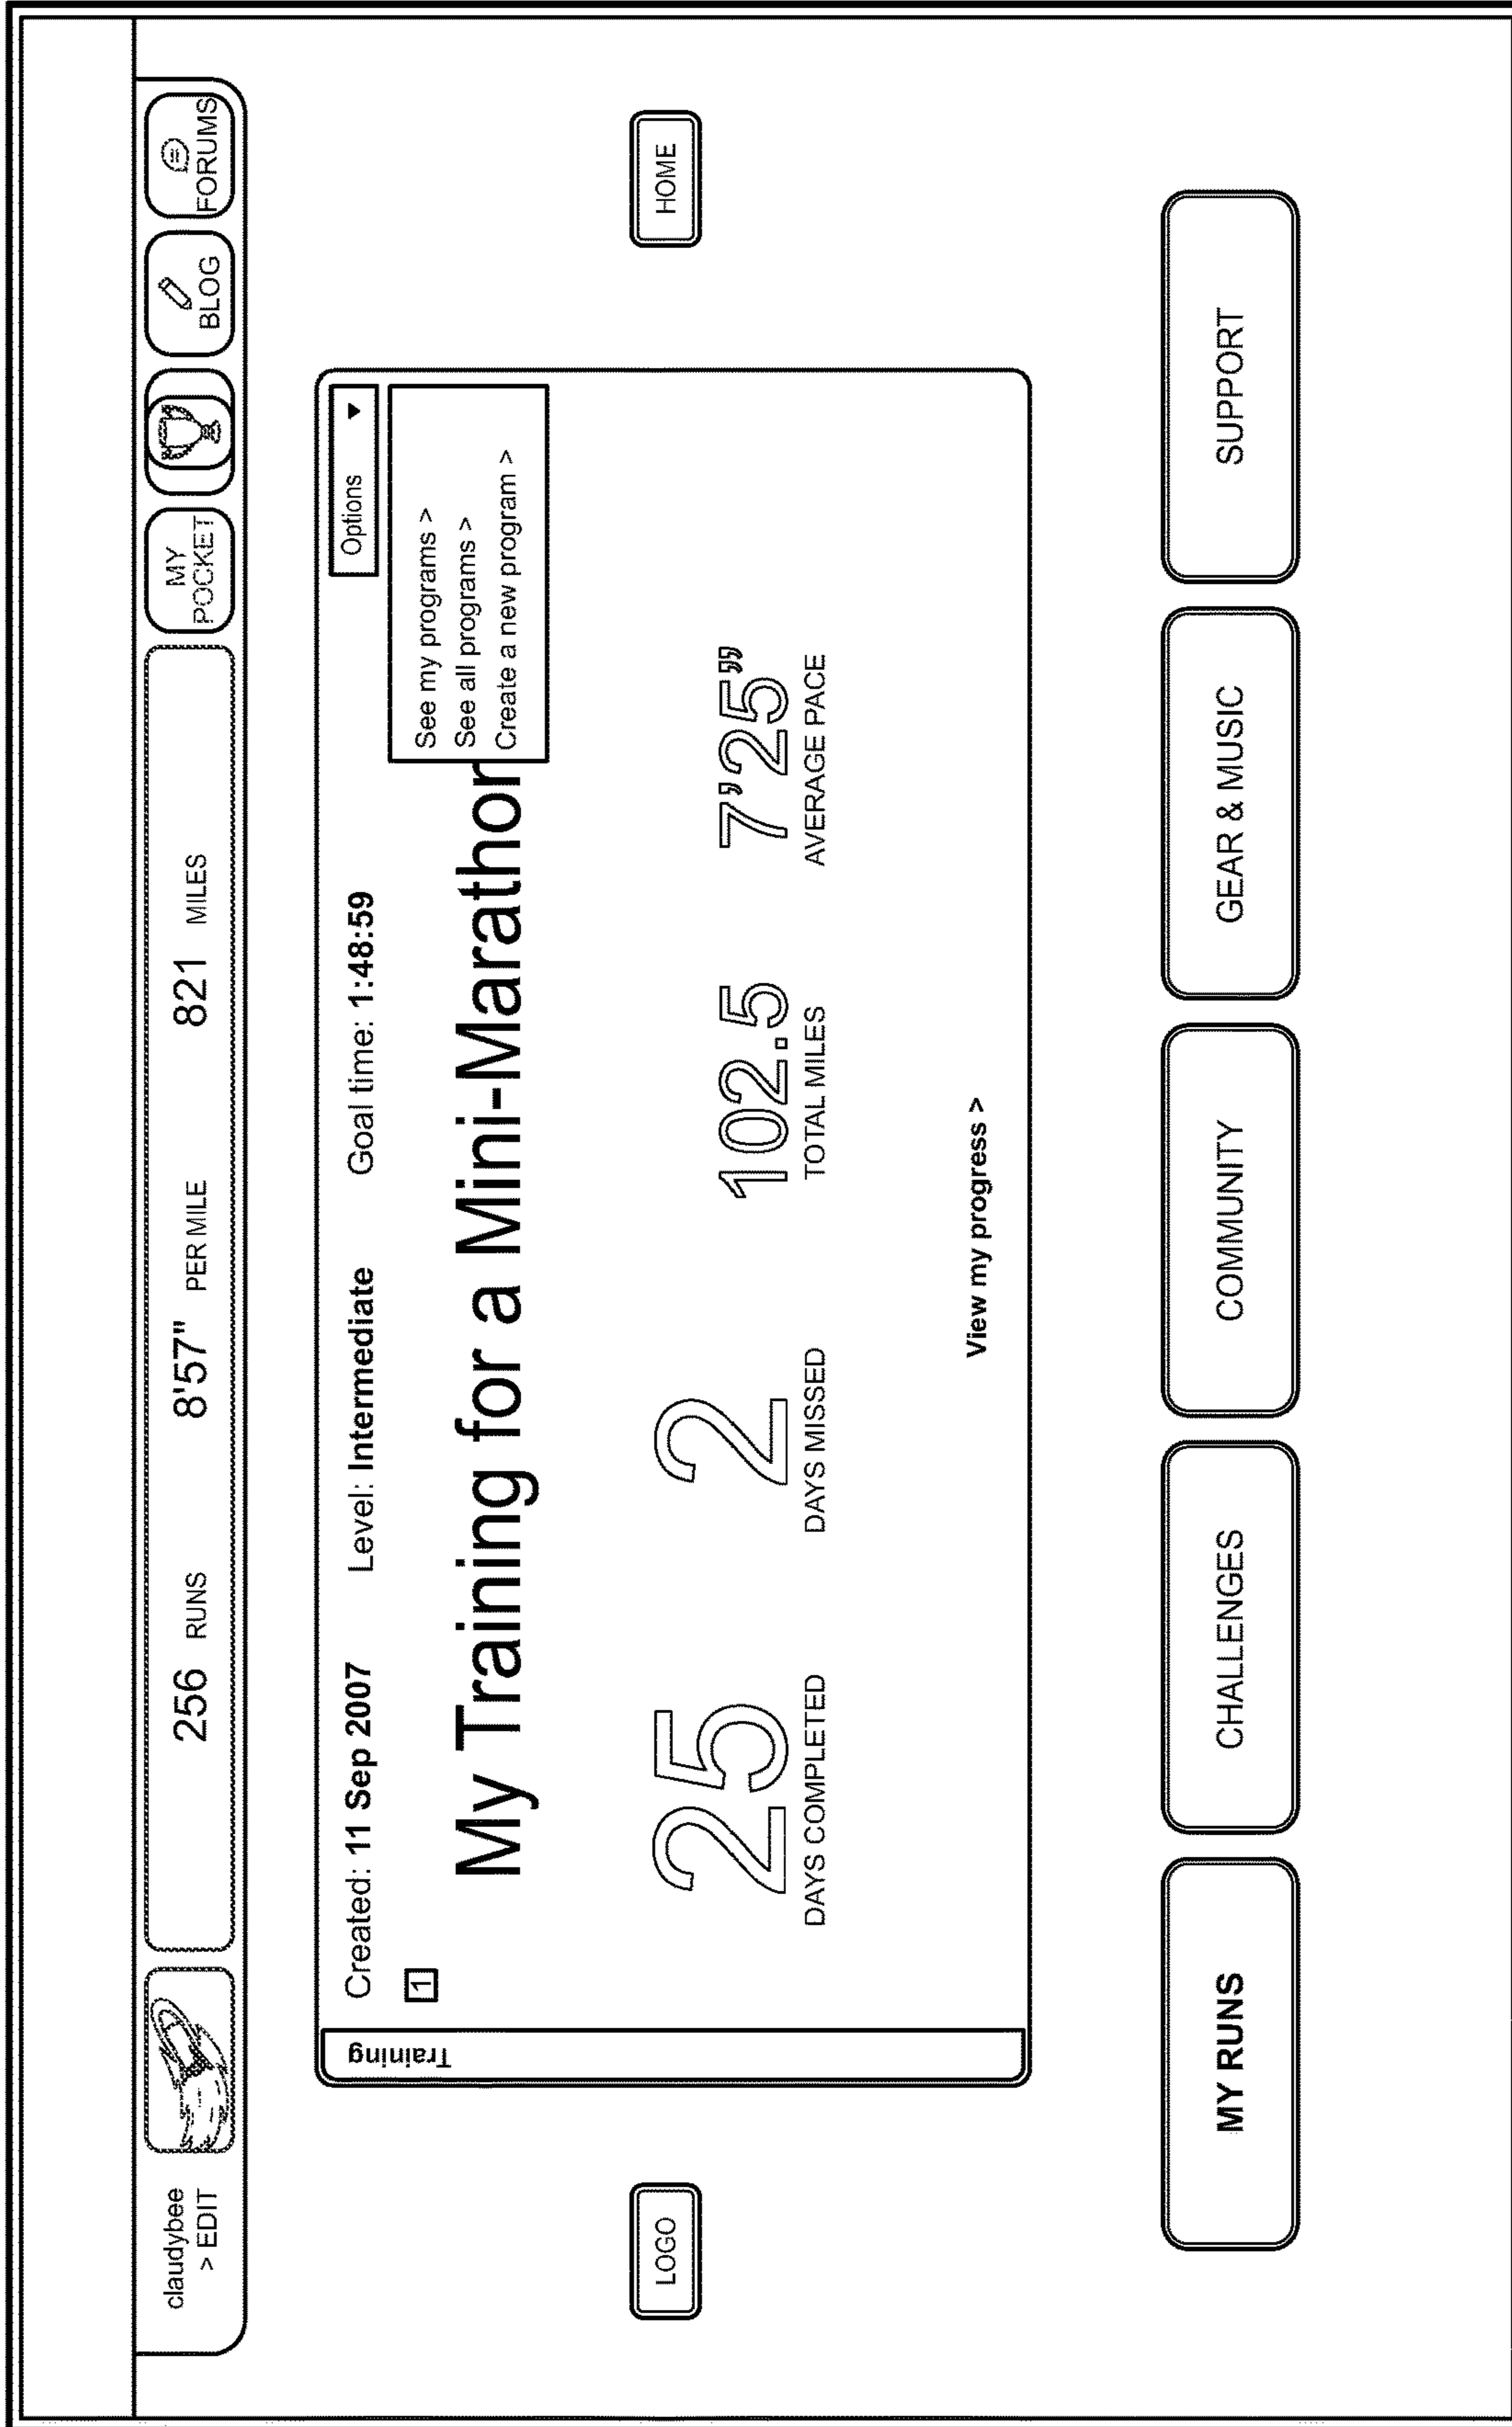 claudybee
> EDIT
256 RUNS 8'57" PER MILE 821 MILES
MY
POCKET
BLOG
FORUMS
Training
Created: 11 Sep 2007 Level: Intermediate Goal time: 1:48:59
Options ▼
1
My Training for a Mini-Marathon
See my programs >
See all programs >
Create a new program >
25
DAYS COMPLETED
2
DAYS MISSED
102.5
TOTAL MILES
7’25”
AVERAGE PACE
View my progress >
LOGO
HOME
MY RUNS
CHALLENGES
COMMUNITY
GEAR & MUSIC
SUPPORT